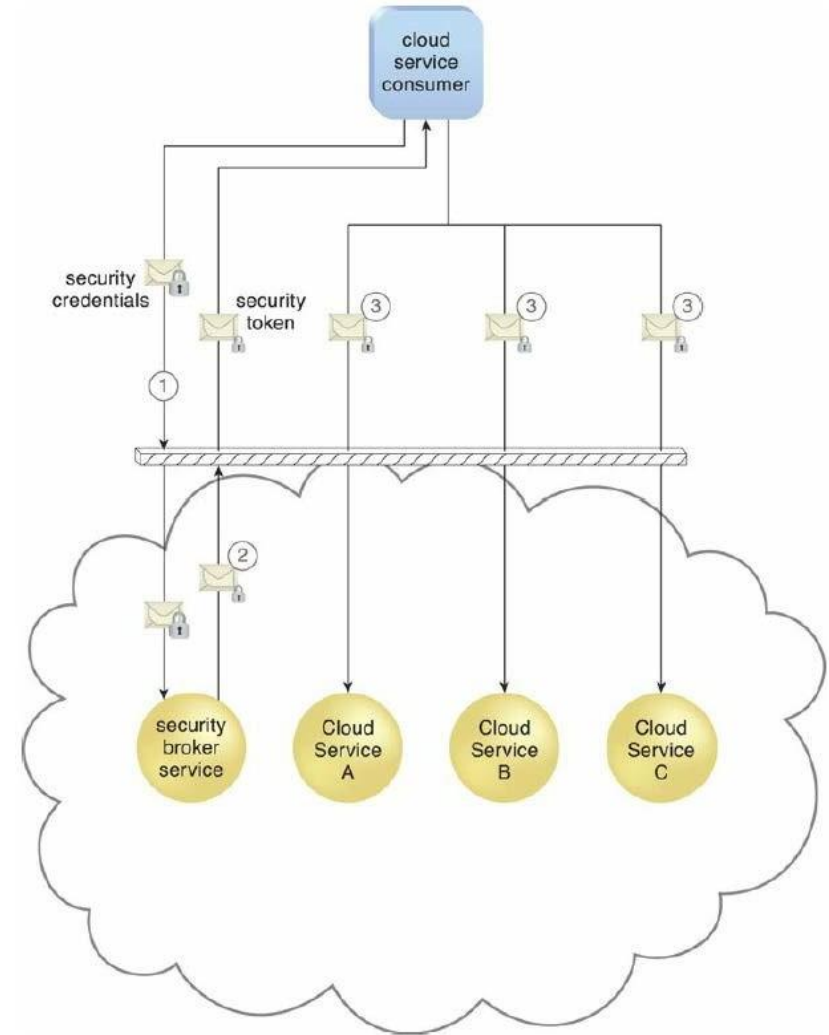 cloud
service
consumer
security
credentials
security
token
3
3
3
1
2
security
broker
service
Cloud
Service
A
Cloud
Service
B
Cloud
Service
C